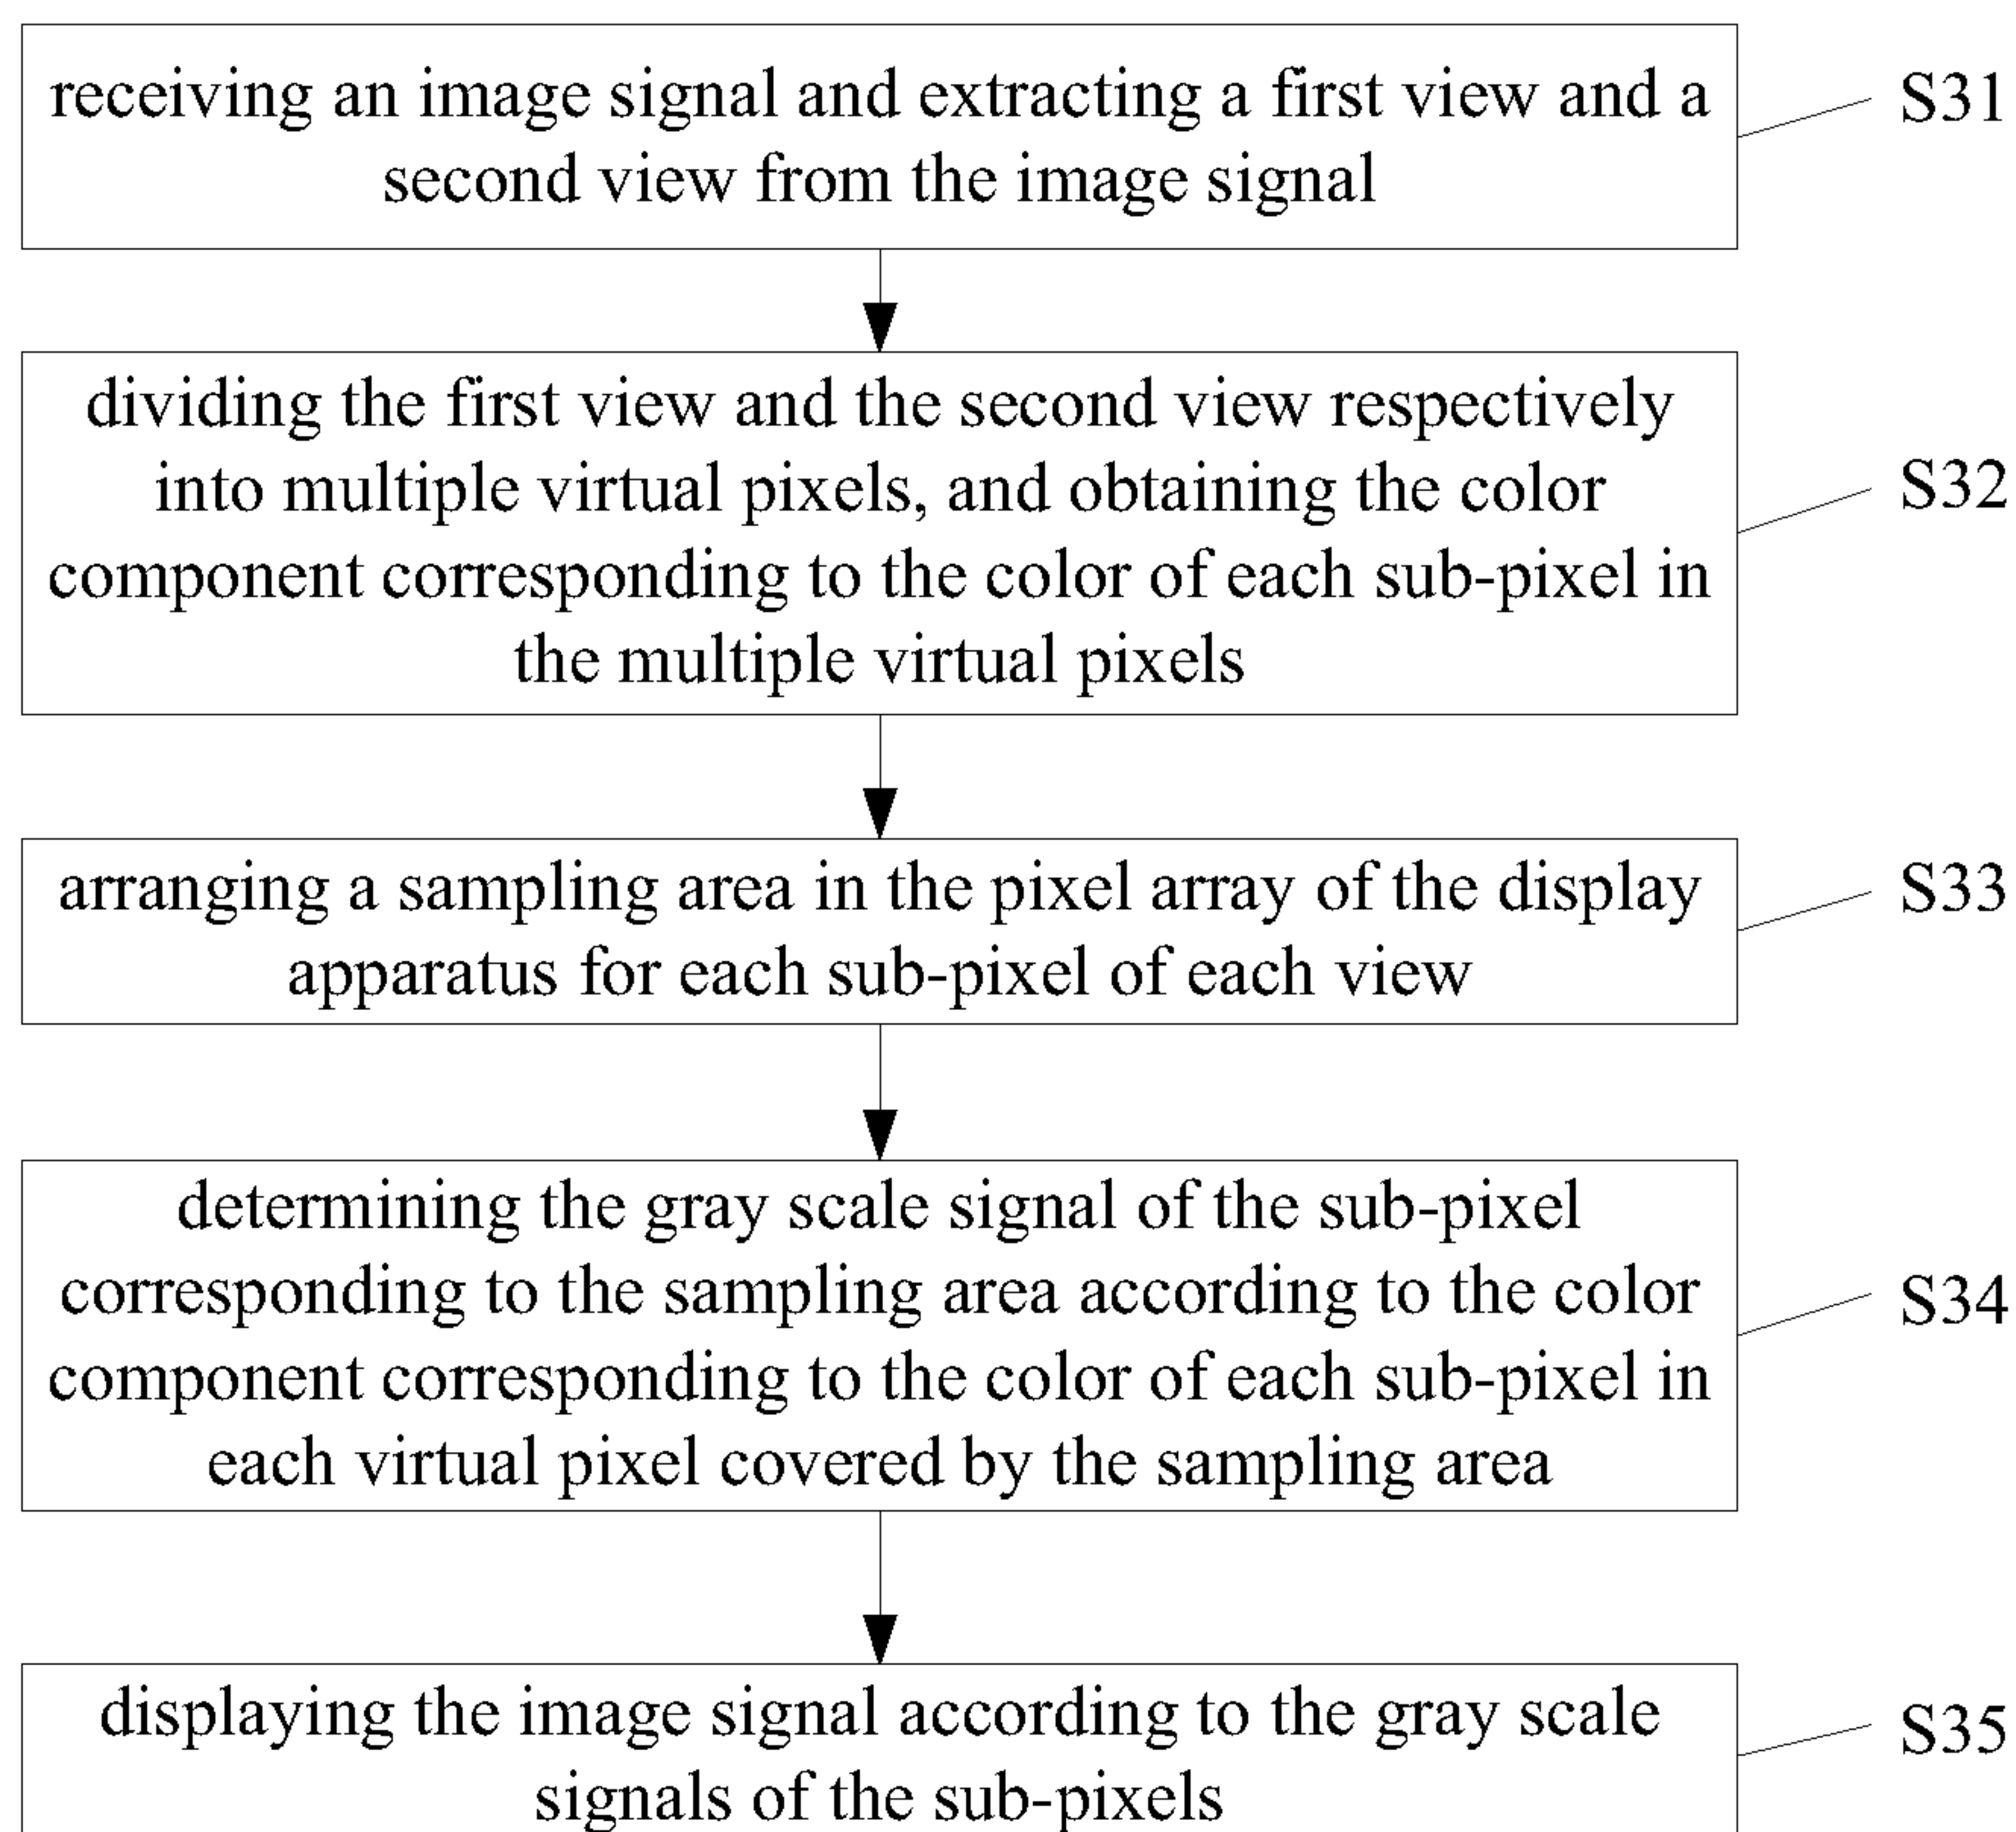 receiving an image signal and extracting a first view and a
second view from the image signal
S31
dividing the first view and the second view respectively
into multiple virtual pixels, and obtaining the color
component corresponding to the color of each sub-pixel in
the multiple virtual pixels
S32
arranging a sampling area in the pixel array of the display
apparatus for each sub-pixel of each view
S33
determining the gray scale signal of the sub-pixel
corresponding to the sampling area according to the color
component corresponding to the color of each sub-pixel in
each virtual pixel covered by the sampling area
S34
displaying the image signal according to the gray scale
signals of the sub-pixels
S35